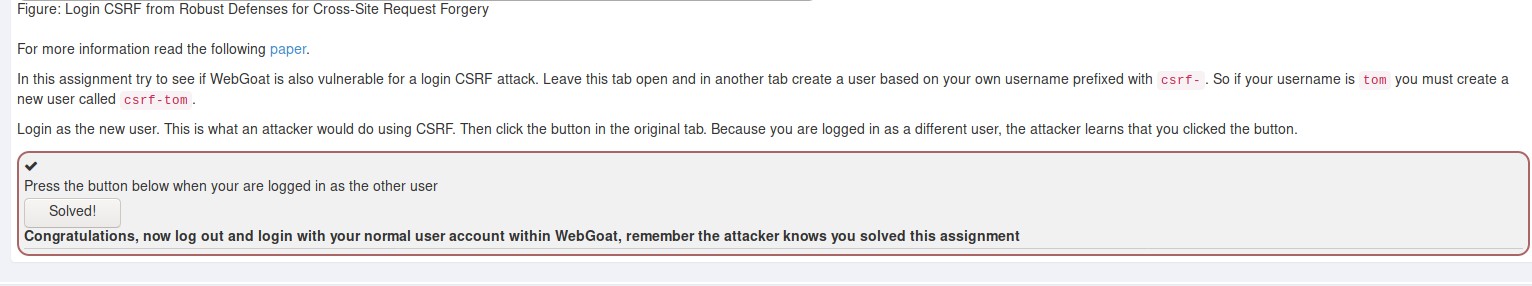 Figure: Login CSRF from Robust Defenses for Cross-Site Request Forgery
For more information read the following paper.
In this assignment try to see if WebGoat is also vulnerable for a login CSRF attack. Leave this tab open and in another tab create a user based on your own username prefixed with csrf- . So if your username is tom you must create a
new user called csrf-tom .
Login as the new user. This is what an attacker would do using CSRF. Then click the button in the original tab. Because you are logged in as a different user, the attacker learns that you clicked the button.
Press the button below when your are logged in as the other user
Solved!
Congratulations, now log out and login with your normal user account within WebGoat, remember the attacker knows you solved this assignment